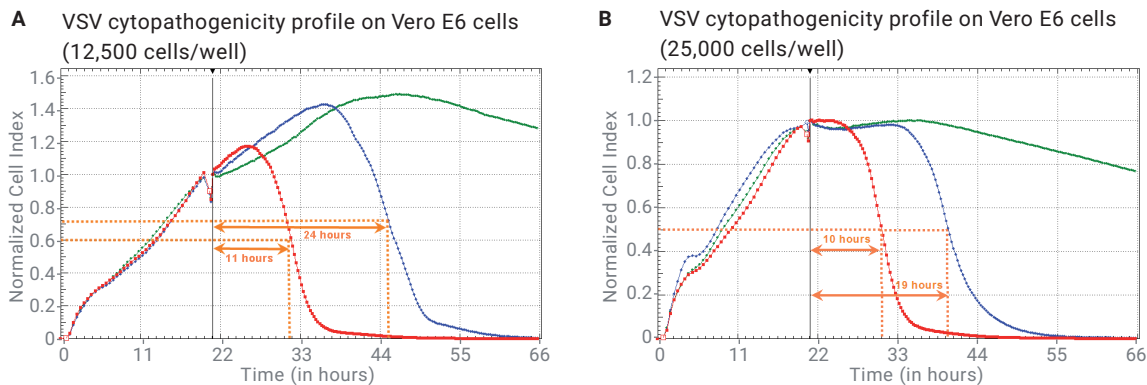 A
VSV cytopathogenicity profile on Vero E6 cells
(12,500 cells/well)
Normalized Cell Index
1.6
1.4
1.2
1.0
0.8
0.6
0.4
0.2
0
24 hours
11 hours
0 11 22 33 44 55 66
Time (in hours)
B
VSV cytopathogenicity profile on Vero E6 cells
(25,000 cells/well)
Normalized Cell Index
1.2
1.0
0.8
0.6
0.4
0.2
0
10 hours
19 hours
0 11 22 33 44 55 66
Time (in hours)